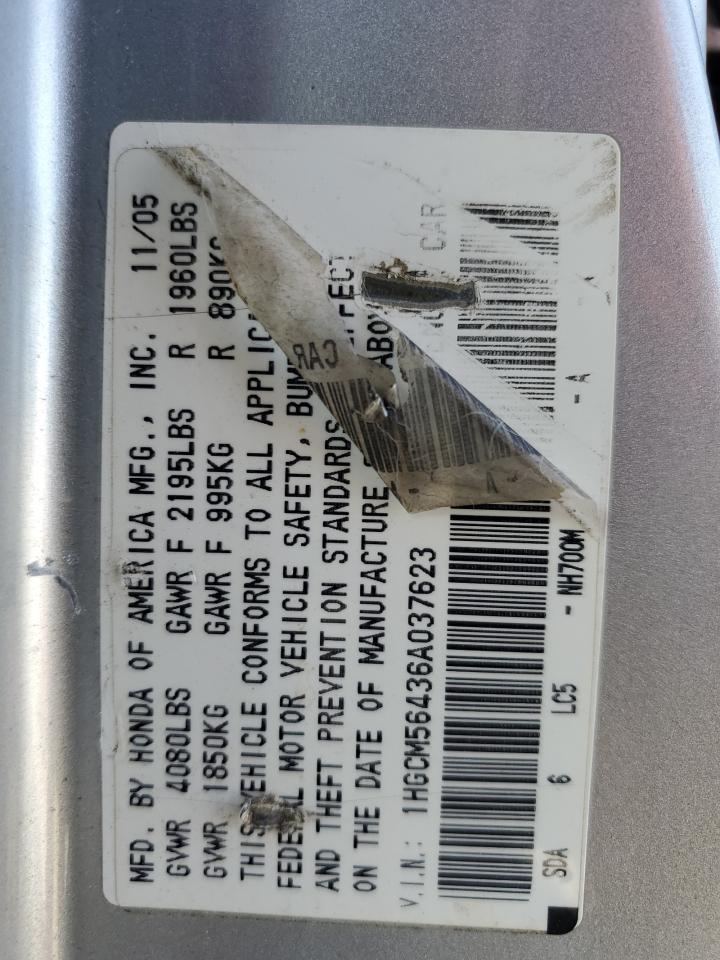 MFD. BY HONDA OF AMERICA MFG., INC. 11/05
GVWR 4080LBS GAWR F 2195LBS R 1960LBS
GVWR 1850KG GAWR F 995KG R 890KG
THIS VEHICLE CONFORMS TO ALL APPLIC
FEDERAL MOTOR VEHICLE SAFETY, BUM
AND THEFT PREVENTION STANDARDS FFECT
ON THE DATE OF MANUFACTURE ABO
V.I.N.: 1HGCM56436A037623 CAR
CAR
A
SDA 6 LC5 - NH700M - A